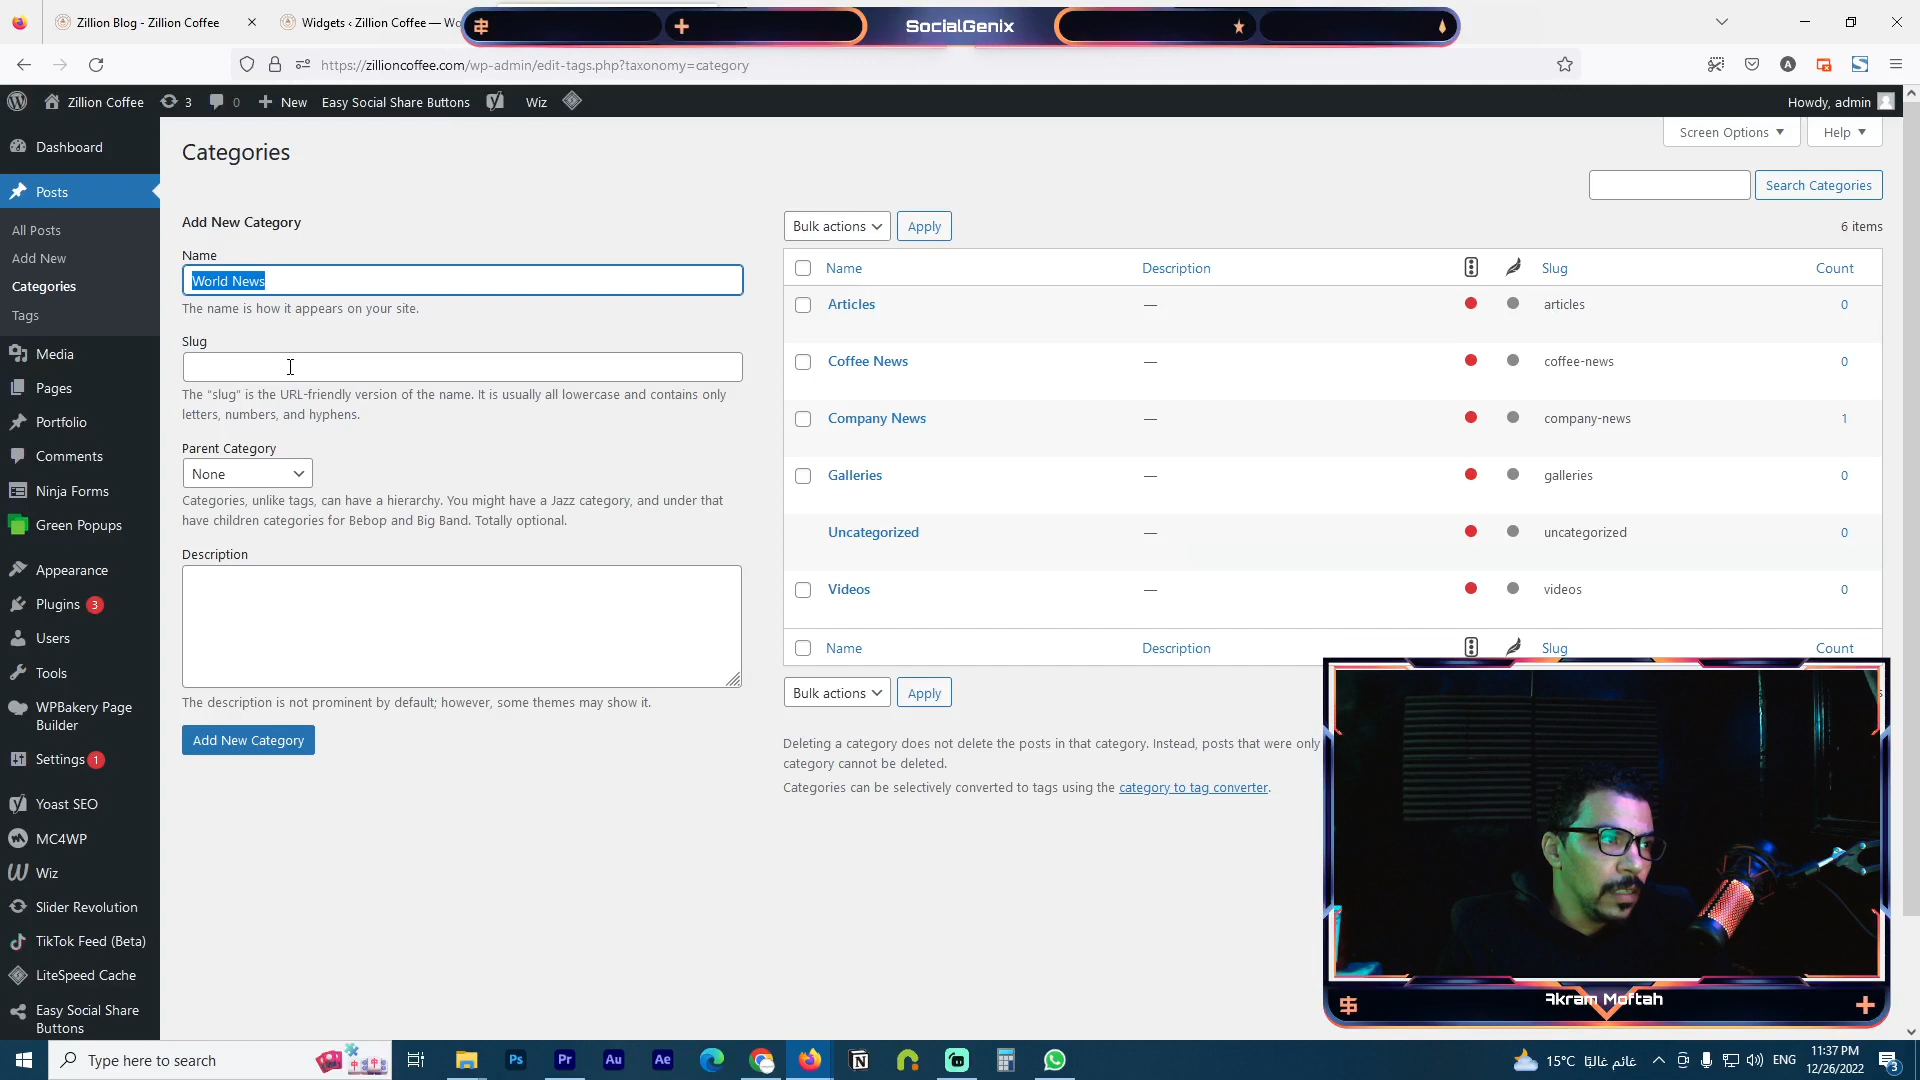 Zillion Blog - Zillion Coffee
Widgets ‹ Zillion Coffee — Wo
SocialGenix
https://zillioncoffee.com/wp-admin/edit-tags.php?taxonomy=category
Zillion Coffee
3
0
New
Easy Social Share Buttons
Wiz
Howdy, admin
Dashboard
Posts
All Posts
Add New
Categories
Tags
Media
Pages
Portfolio
Comments
Ninja Forms
Green Popups
Appearance
Plugins 3
Users
Tools
WPBakery Page
Builder
Settings 1
Yoast SEO
MC4WP
Wiz
Slider Revolution
TikTok Feed (Beta)
LiteSpeed Cache
Easy Social Share
Buttons
Screen Options
Help
Categories
Search Categories
Add New Category
Name
World News
The name is how it appears on your site.
Slug
The “slug” is the URL-friendly version of the name. It is usually all lowercase and contains only
letters, numbers, and hyphens.
Parent Category
None
Categories, unlike tags, can have a hierarchy. You might have a Jazz category, and under that
have children categories for Bebop and Big Band. Totally optional.
Description
The description is not prominent by default; however, some themes may show it.
Add New Category
Bulk actions
Apply
6 items
Name Description Slug Count
Articles — articles 0
Coffee News — coffee-news 0
Company News — company-news 1
Galleries — galleries 0
Uncategorized — uncategorized 0
Videos — videos 0
Name Description Slug Count
Bulk actions
Apply
Deleting a category does not delete the posts in that category. Instead, posts that were only
category cannot be deleted.
Categories can be selectively converted to tags using the category to tag converter.
Akram Moftah
Type here to search
Ps
Pr
Au
Ae
15°C غائم غالبًا
ENG
11:37 PM
12/26/2022
3